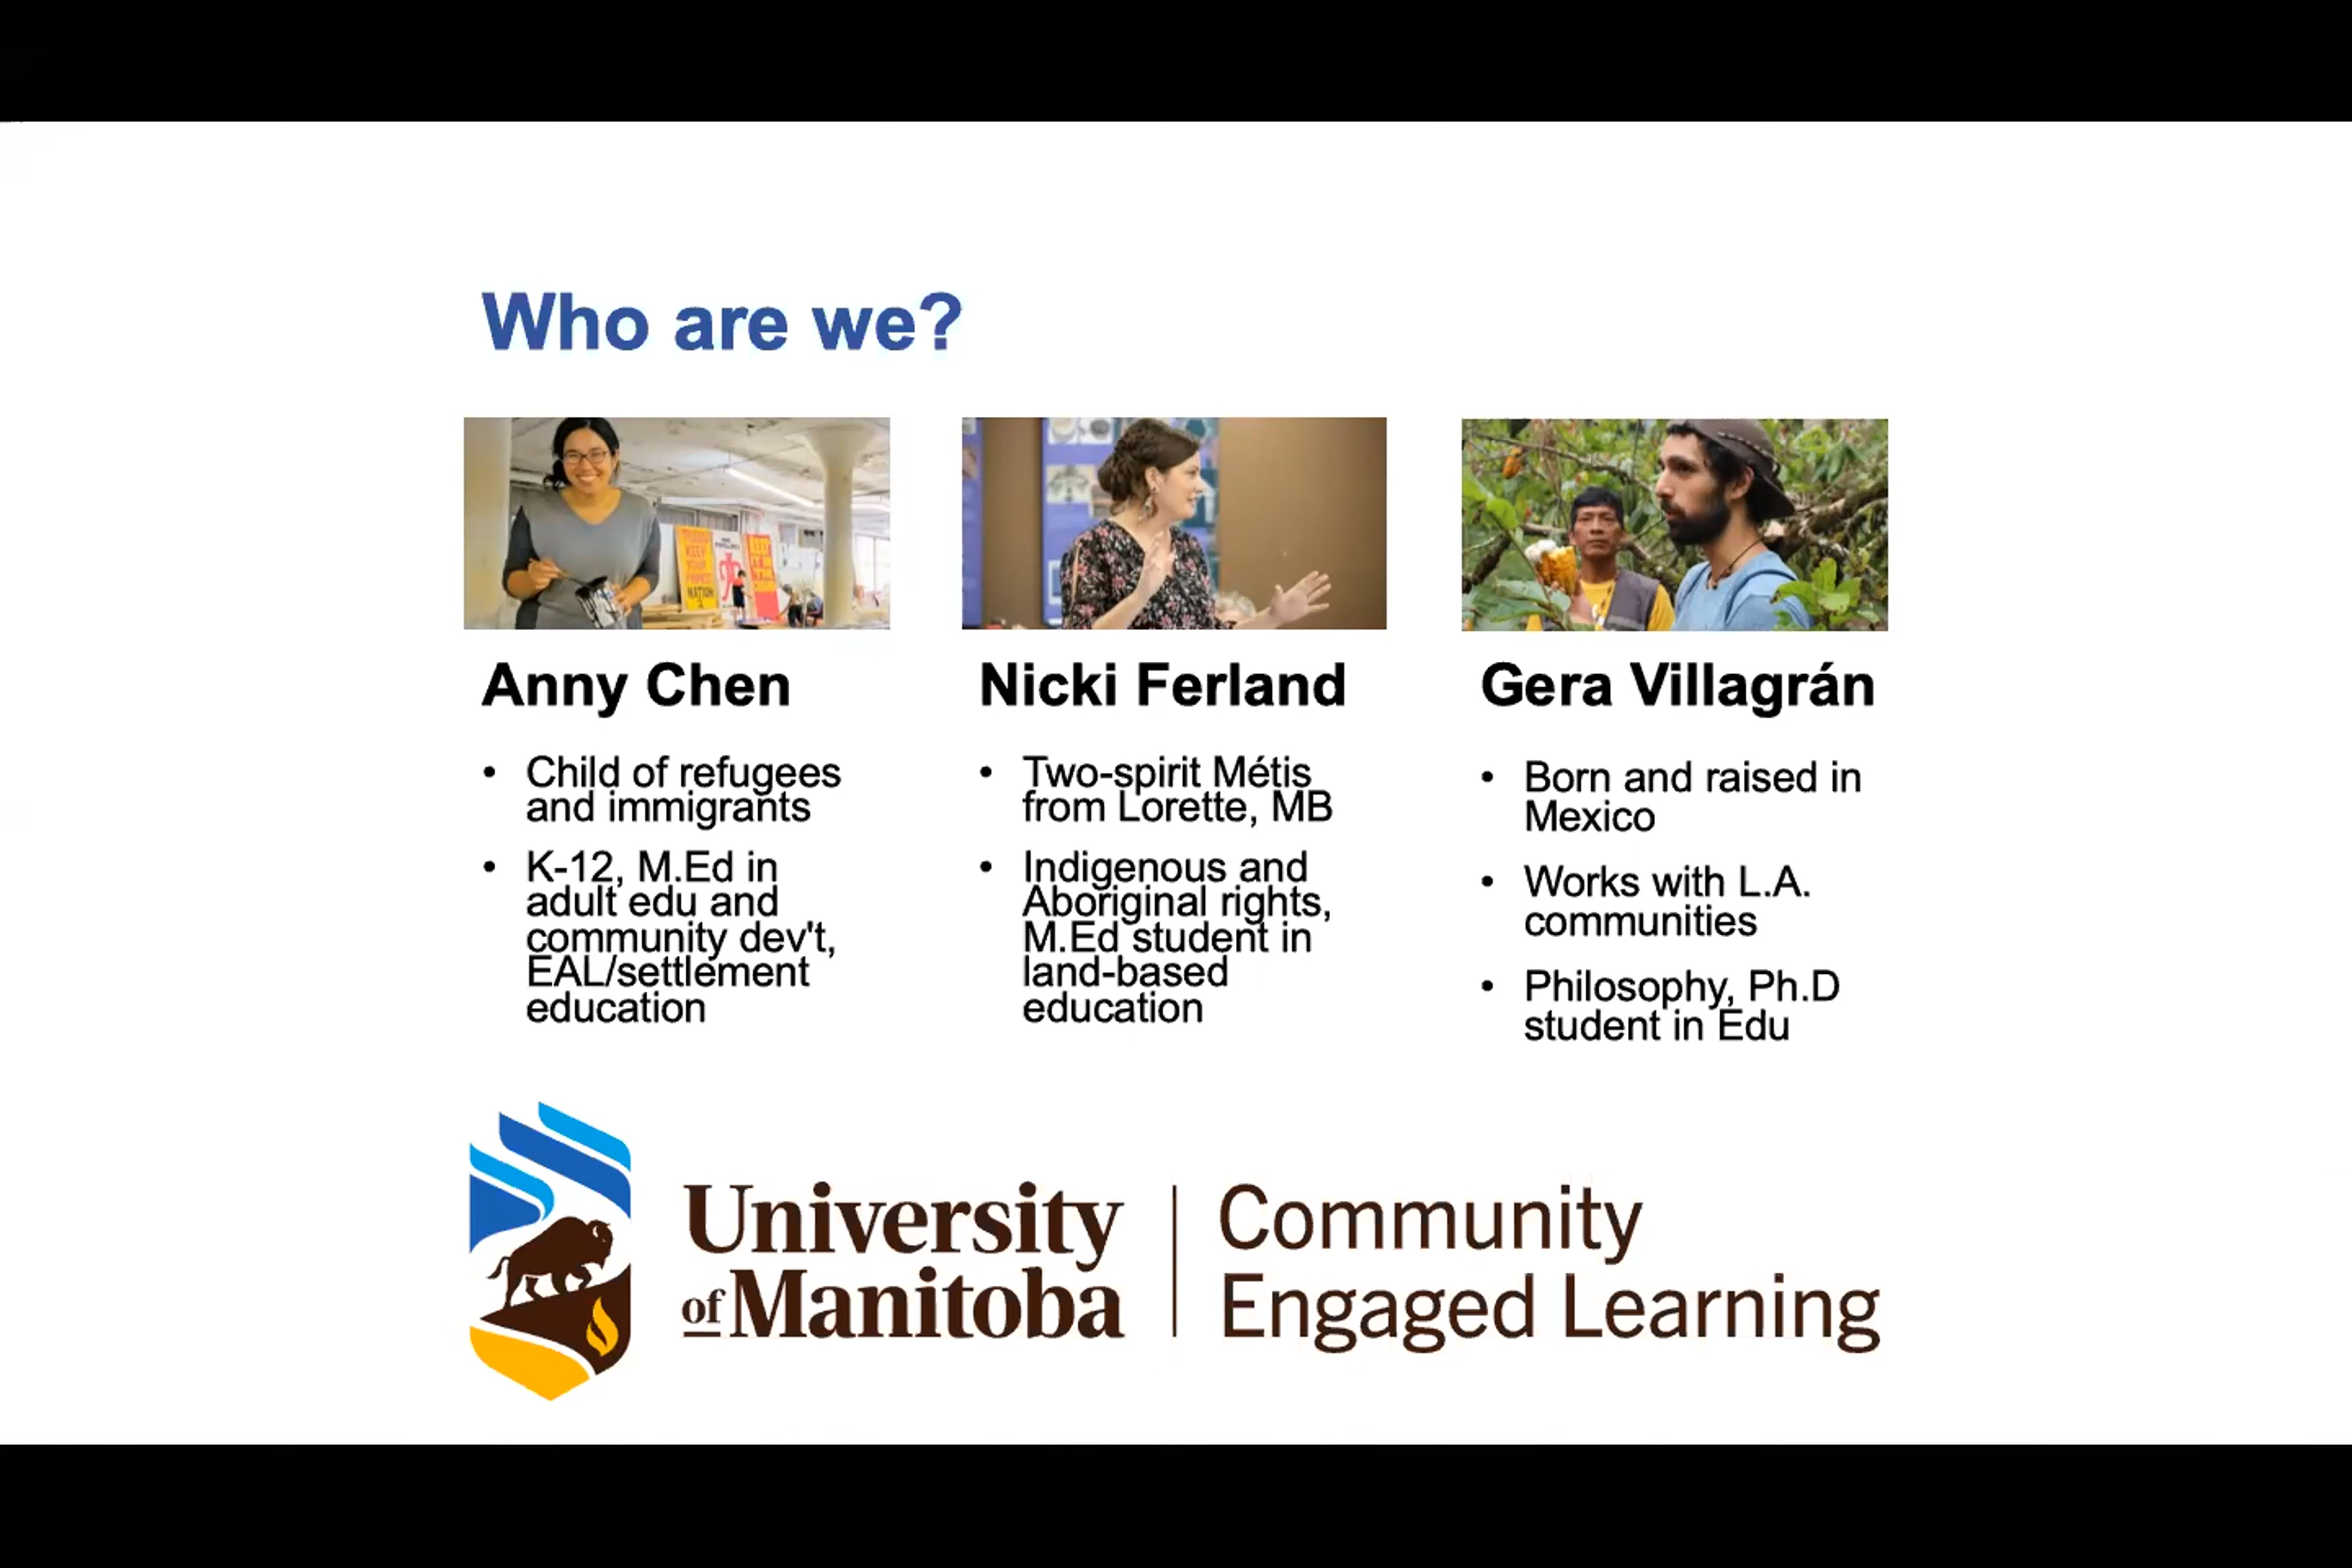 Who are we?
Anny Chen
• Child of refugees
and immigrants
• K-12, M.Ed in
adult edu and
community dev't,
EAL/settlement
education
Nicki Ferland
• Two-spirit Métis
from Lorette, MB
• Indigenous and
Aboriginal rights,
M.Ed student in
land-based
education
Gera Villagrán
• Born and raised in
Mexico
• Works with L.A.
communities
• Philosophy, Ph.D
student in Edu
University
of Manitoba
Community
Engaged Learning